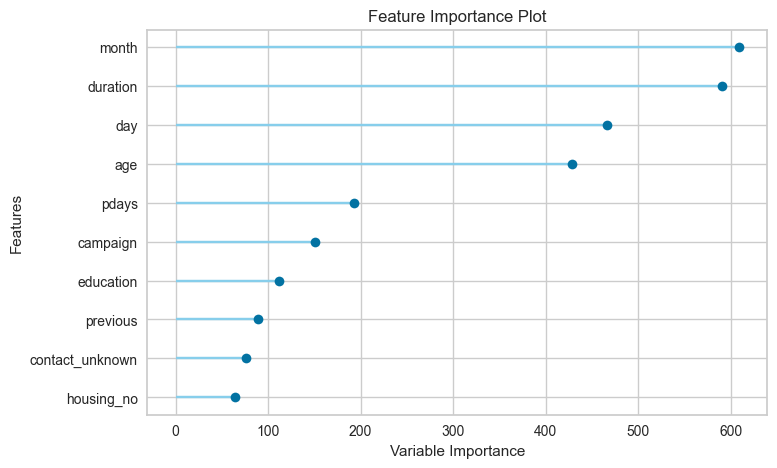 Feature Importance Plot
month
duration
day
age
pdays
campaign
education
previous
contact_unknown
housing_no
Features
0 100 200 300 400 500 600
Variable Importance